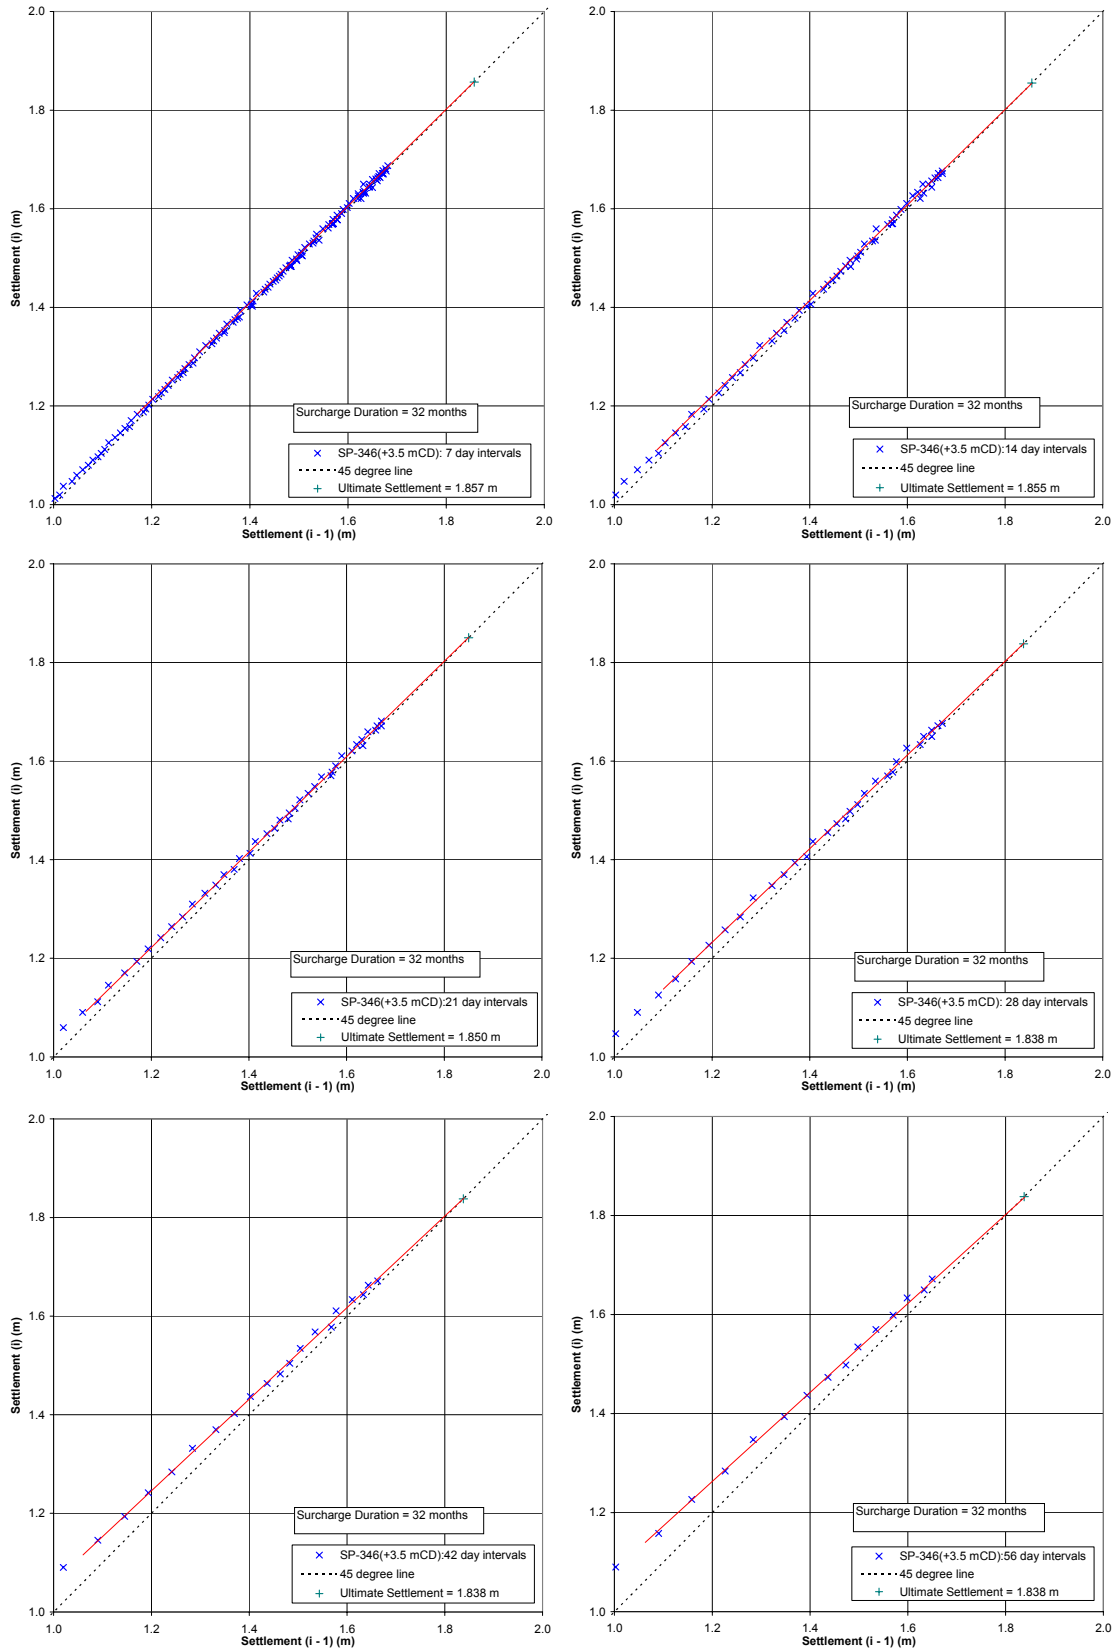 2.0
1.8
1.6
1.4
1.2
1.0
Settlement (i) (m)
Surcharge Duration = 32 months
SP-346(+3.5 mCD): 7 day intervals
45 degree line
Ultimate Settlement = 1.857 m
1.0 1.2 1.4 1.6 1.8 2.0
Settlement (i - 1) (m)
2.0
1.8
1.6
1.4
1.2
1.0
Settlement (i) (m)
Surcharge Duration = 32 months
SP-346(+3.5 mCD):14 day intervals
45 degree line
Ultimate Settlement = 1.855 m
1.0 1.2 1.4 1.6 1.8 2.0
Settlement (i - 1) (m)
2.0
1.8
1.6
1.4
1.2
1.0
Settlement (i) (m)
Surcharge Duration = 32 months
SP-346(+3.5 mCD):21 day intervals
45 degree line
Ultimate Settlement = 1.850 m
1.0 1.2 1.4 1.6 1.8 2.0
Settlement (i - 1) (m)
2.0
1.8
1.6
1.4
1.2
1.0
Settlement (i) (m)
Surcharge Duration = 32 months
SP-346(+3.5 mCD): 28 day intervals
45 degree line
Ultimate Settlement = 1.838 m
1.0 1.2 1.4 1.6 1.8 2.0
Settlement (i - 1) (m)
2.0
1.8
1.6
1.4
1.2
1.0
Settlement (i) (m)
Surcharge Duration = 32 months
SP-346(+3.5 mCD):42 day intervals
45 degree line
Ultimate Settlement = 1.838 m
1.0 1.2 1.4 1.6 1.8 2.0
Settlement (i - 1) (m)
2.0
1.8
1.6
1.4
1.2
1.0
Settlement (i) (m)
Surcharge Duration = 32 months
SP-346(+3.5 mCD):56 day intervals
45 degree line
Ultimate Settlement = 1.838 m
1.0 1.2 1.4 1.6 1.8 2.0
Settlement (i - 1) (m)